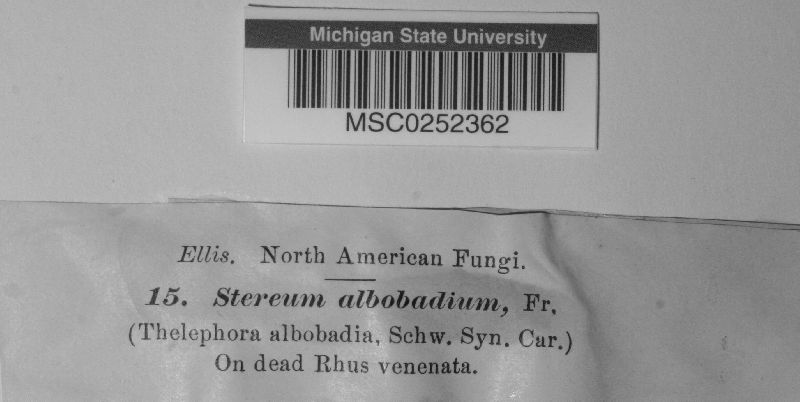 Michigan State University
MSC0252362
Ellis. North American Fungi.
15. Stereum albobadium, Fr.
(Thelephora albobadia, Schw. Syn. Car.)
On dead Rhus venenata.